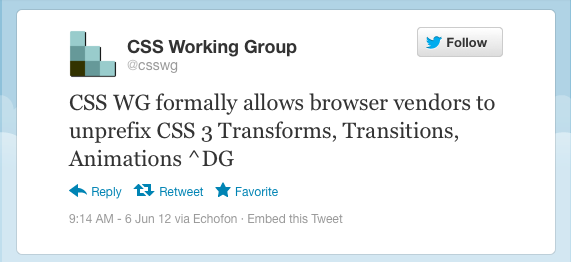 CSS Working Group
@csswg
Follow
CSS WG formally allows browser vendors to
unprefix CSS 3 Transforms, Transitions,
Animations ^DG
Reply Retweet Favorite
9:14 AM - 6 Jun 12 via Echofon · Embed this Tweet